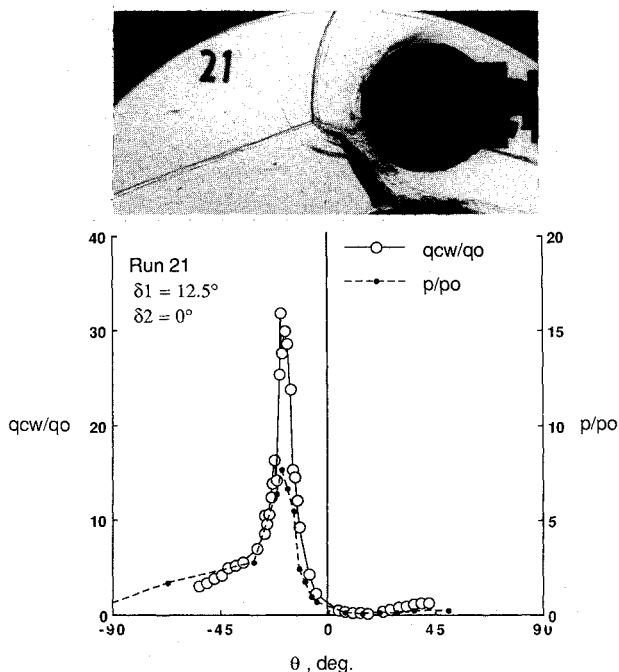 21
40
20
qcw/qo
Run 21
p/po
δ1 = 12.5°
δ2 = 0°
30
15
qcw/qo
20
10
p/po
10
5
0
0
-90
-45
0
45
90
θ , deg.